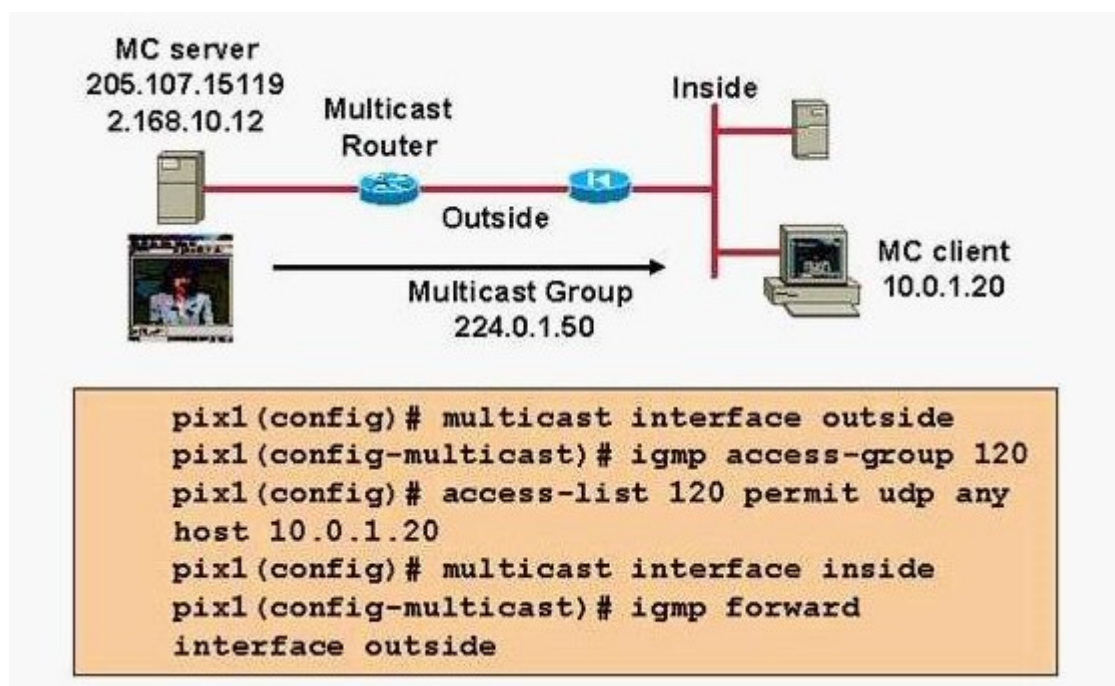 MC server
205.107.15119
2.168.10.12
Multicast
Router
Outside
Inside
MC client
10.0.1.20
Multicast Group
224.0.1.50
pix1(config)# multicast interface outside
pix1(config-multicast)# igmp access-group 120
pix1(config)# access-list 120 permit udp any
host 10.0.1.20
pix1(config)# multicast interface inside
pix1(config-multicast)# igmp forward
interface outside